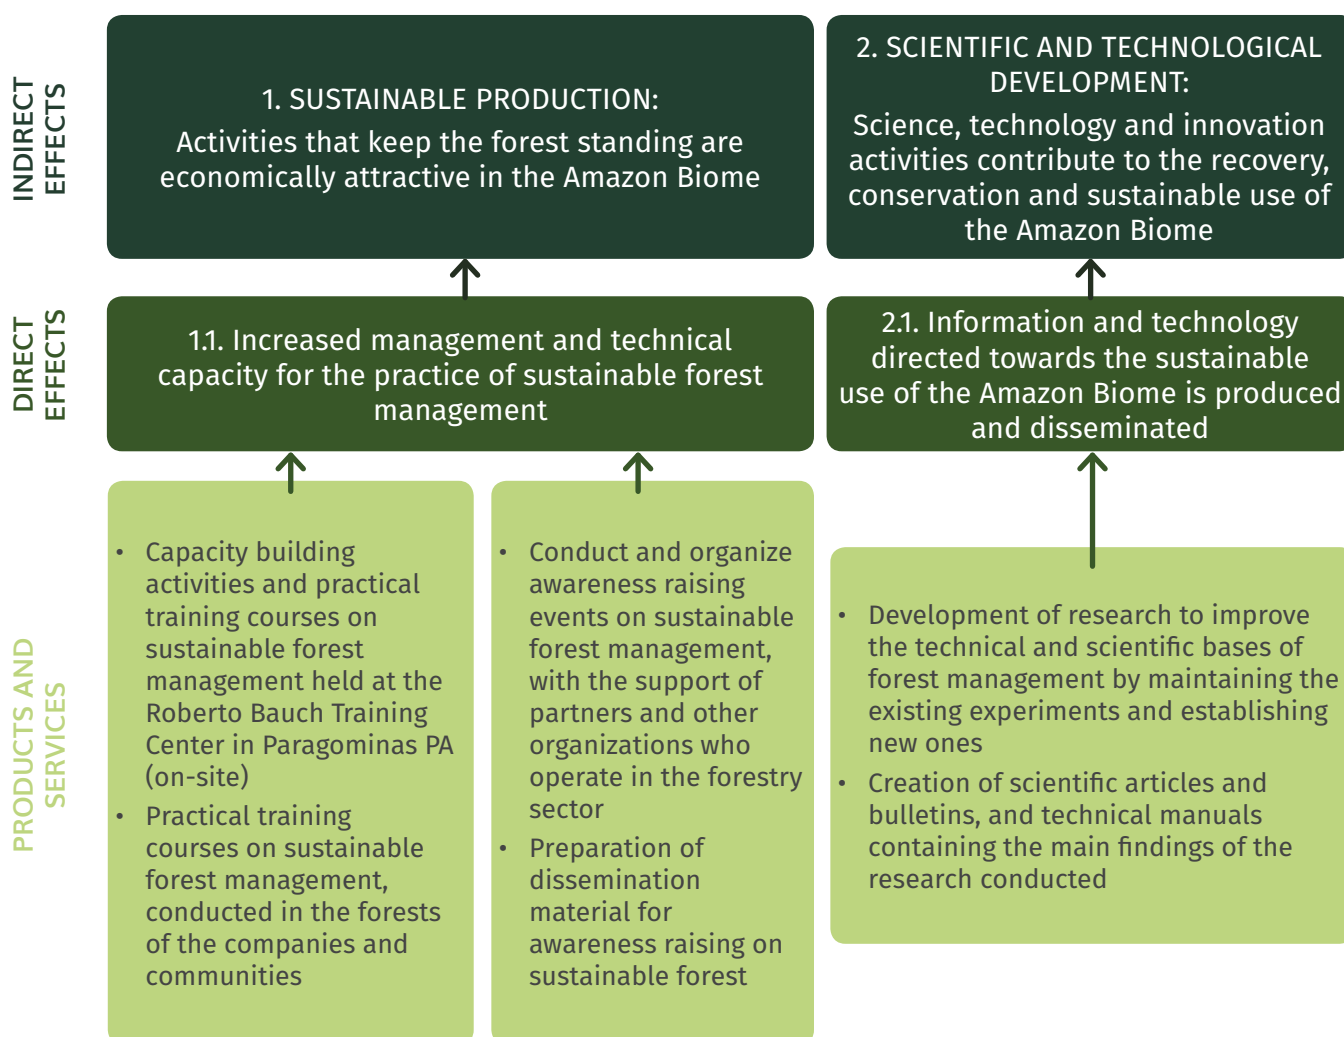 INDIRECT
EFFECTS
1. SUSTAINABLE PRODUCTION:
Activities that keep the forest standing are
economically attractive in the Amazon Biome
2. SCIENTIFIC AND TECHNOLOGICAL
DEVELOPMENT:
Science, technology and innovation
activities contribute to the recovery,
conservation and sustainable use of
the Amazon Biome
DIRECT
EFFECTS
1.1. Increased management and technical
capacity for the practice of sustainable forest
management
2.1. Information and technology
directed towards the sustainable
use of the Amazon Biome is produced
and disseminated
PRODUCTS AND
SERVICES
• Capacity building
activities and practical
training courses on
sustainable forest
management held at the
Roberto Bauch Training
Center in Paragominas PA
(on-site)
• Practical training
courses on sustainable
forest management,
conducted in the forests
of the companies and
communities
• Conduct and organize
awareness raising
events on sustainable
forest management,
with the support of
partners and other
organizations who
operate in the forestry
sector
• Preparation of
dissemination
material for
awareness raising on
sustainable forest
• Development of research to improve
the technical and scientific bases of
forest management by maintaining the
existing experiments and establishing
new ones
• Creation of scientific articles and
bulletins, and technical manuals
containing the main findings of the
research conducted